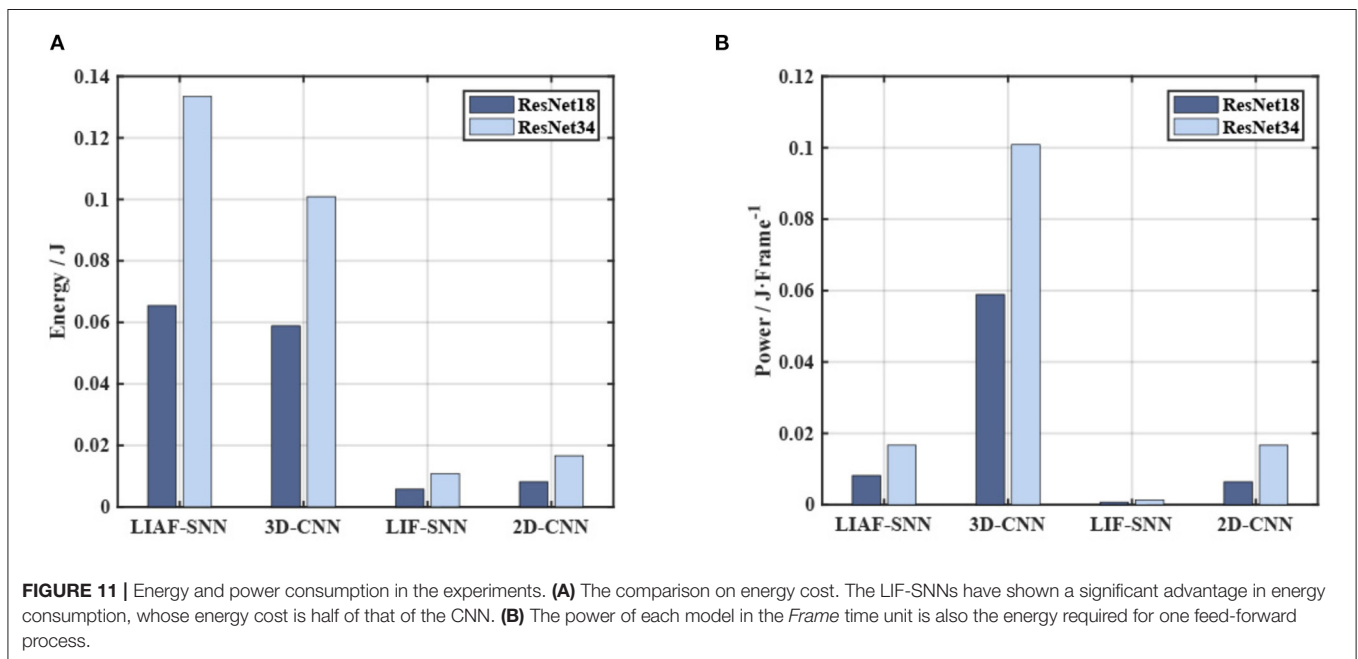 A
0.14
0.12
0.1
0.08
0.06
0.04
0.02
0
Energy / J
ResNet18
ResNet34
LIAF-SNN 3D-CNN LIF-SNN 2D-CNN
B
0.12
0.1
0.08
0.06
0.04
0.02
0
Power / J·Frame⁻¹
ResNet18
ResNet34
LIAF-SNN 3D-CNN LIF-SNN 2D-CNN
FIGURE 11 | Energy and power consumption in the experiments. (A) The comparison on energy cost. The LIF-SNNs have shown a significant advantage in energy
consumption, whose energy cost is half of that of the CNN. (B) The power of each model in the Frame time unit is also the energy required for one feed-forward
process.